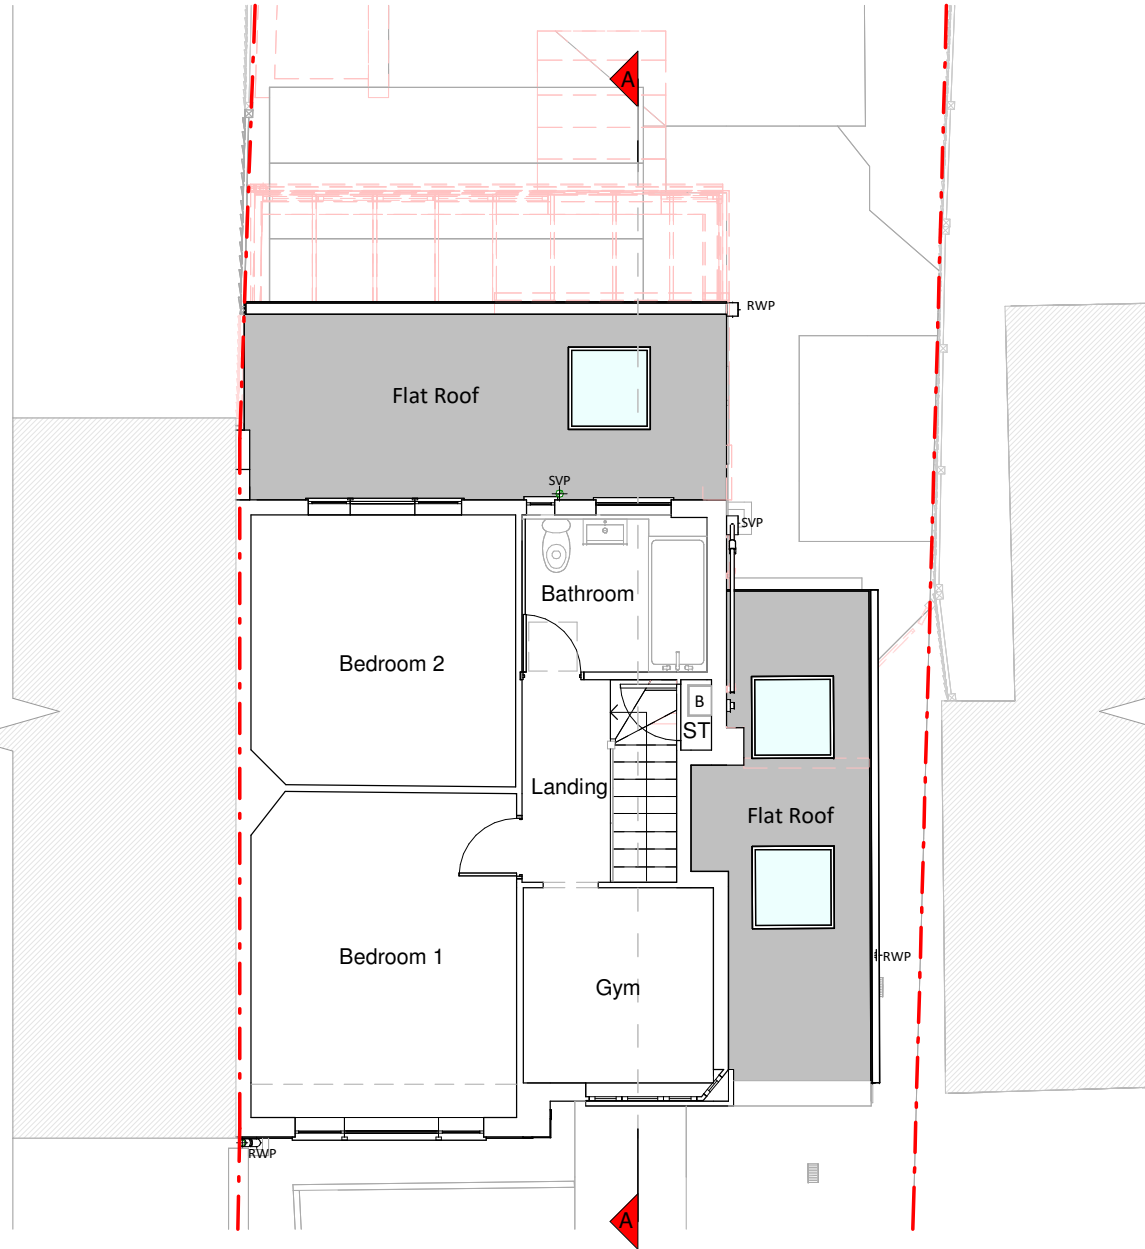 A
RWP
Flat Roof
SVP
SVP
Bathroom
Bedroom 2
B
ST
Landing
Flat Roof
Bedroom 1
RWP
Gym
RWP
A